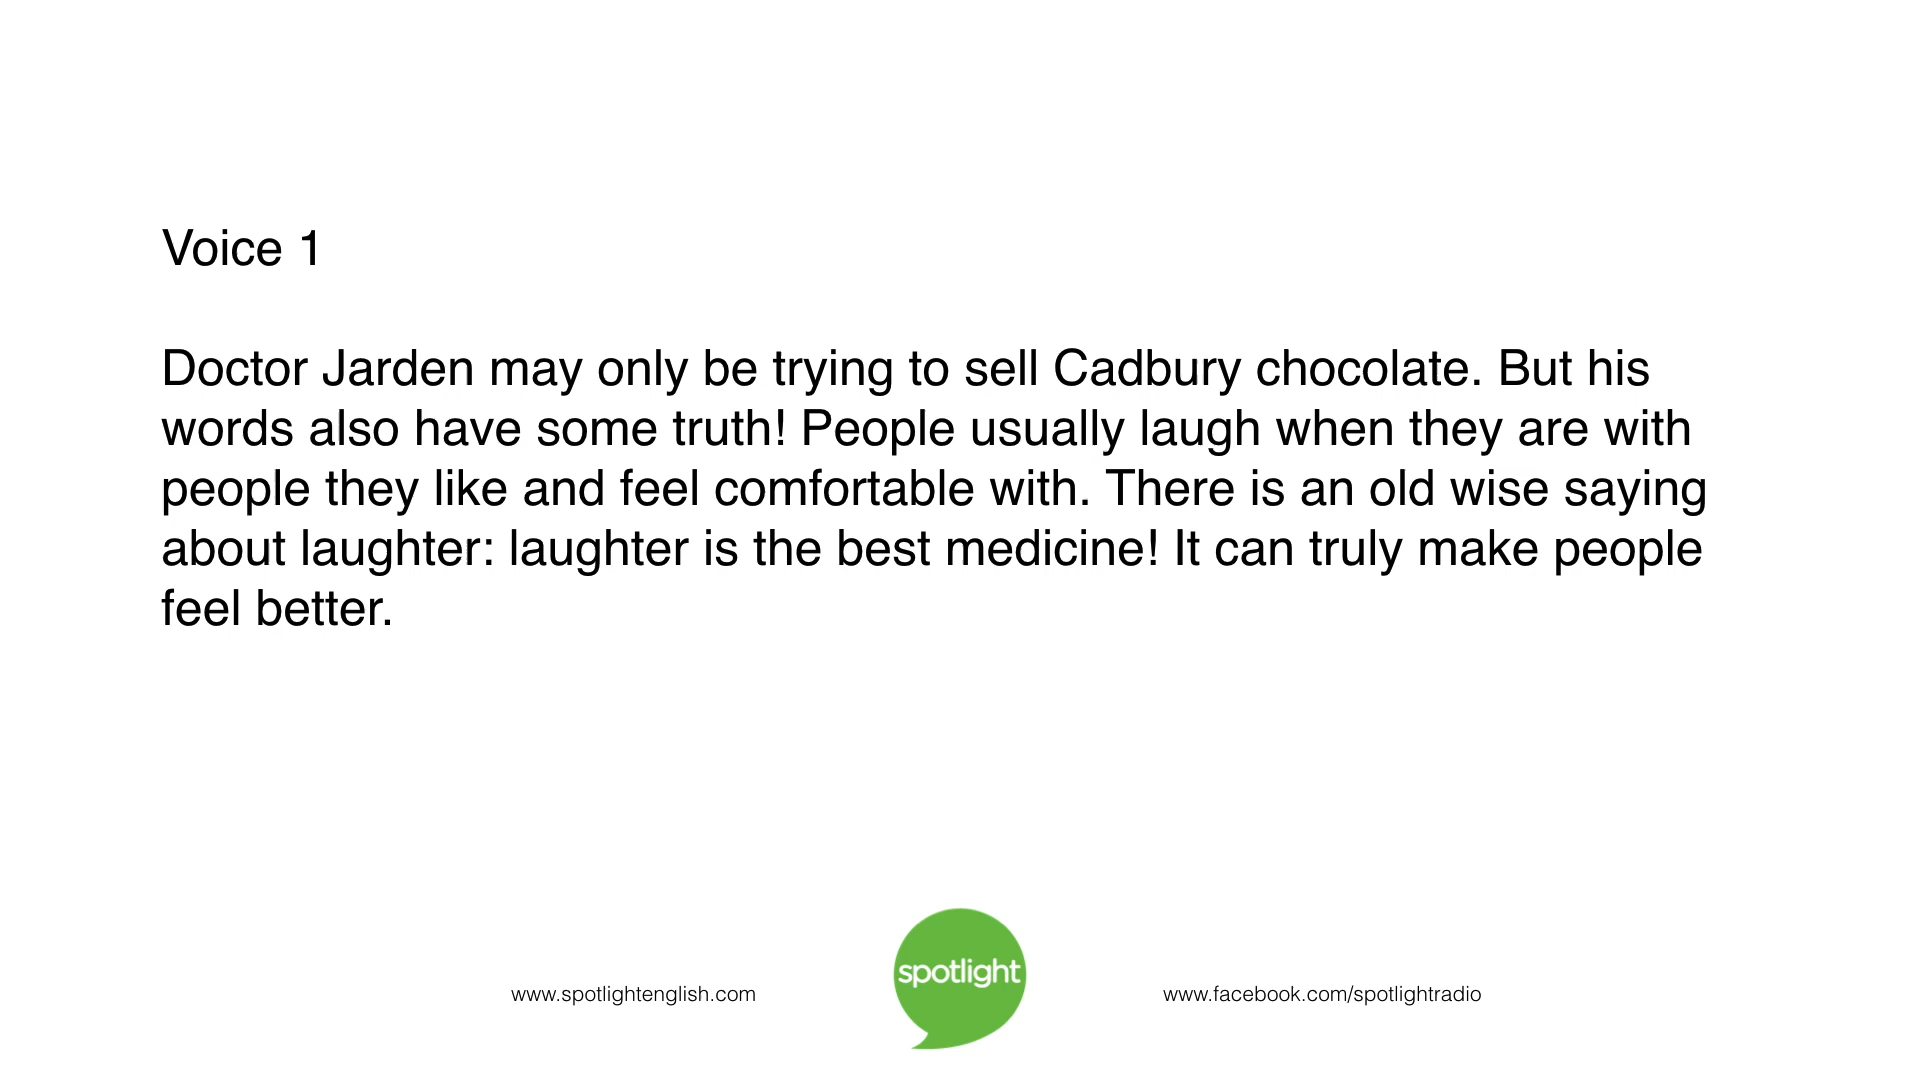 Voice 1
Doctor Jarden may only be trying to sell Cadbury chocolate. But his
words also have some truth! People usually laugh when they are with
people they like and feel comfortable with. There is an old wise saying
about laughter: laughter is the best medicine! It can truly make people
feel better.
spotlight
www.spotlightenglish.com
www.facebook.com/spotlightradio